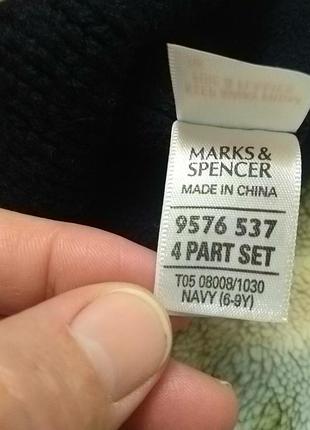 MARKS &
SPENCER
MADE IN CHINA
9576 537
4 PART SET
T05 08008/1030
NAVY (6-9Y)